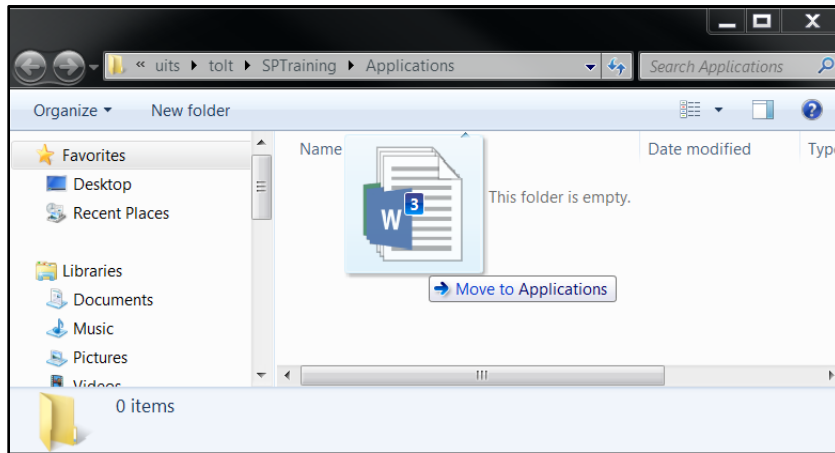 « uits tolt SPTraining Applications Search Applications
Organize New folder
Favorites
Desktop
Recent Places
Libraries
Documents
Music
Pictures
Videos
Name Date modified Typ
This folder is empty.
W 3
Move to Applications
0 items